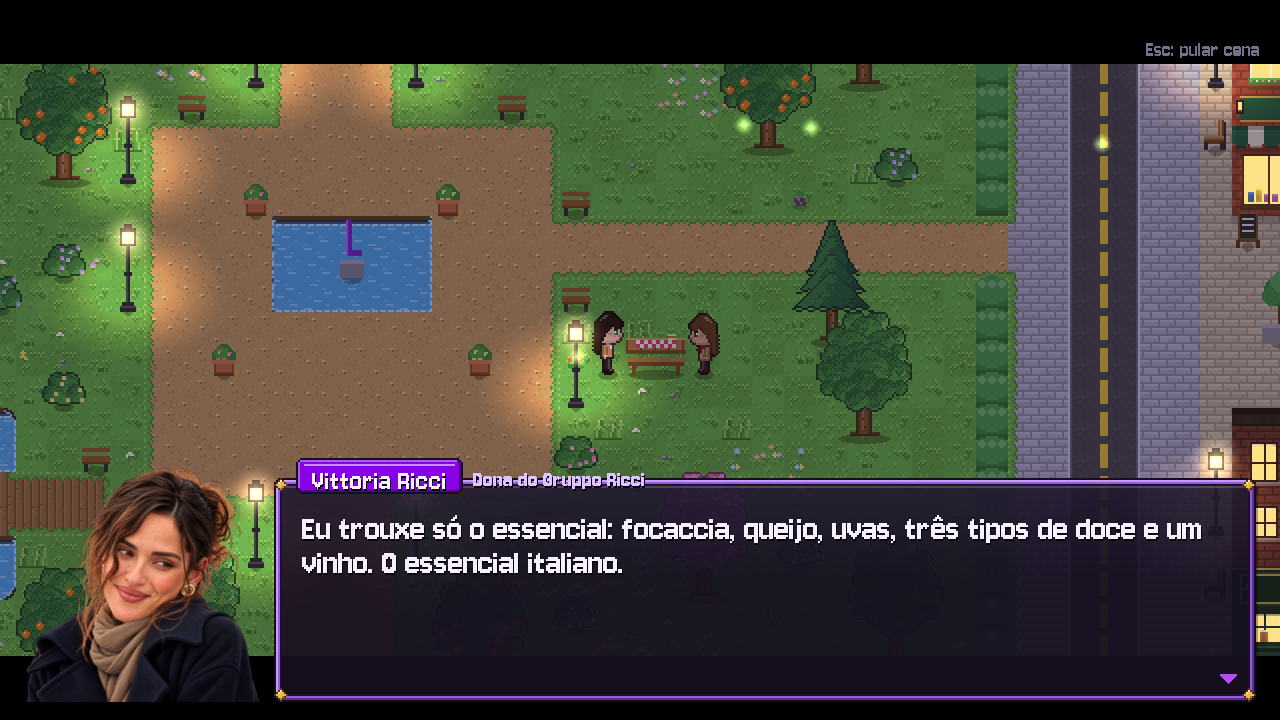 Esc: pular cena
Vittoria Ricci
Dona do Gruppo Ricci
Eu trouxe só o essencial: focaccia, queijo, uvas, três tipos de doce e um
vinho. O essencial italiano.